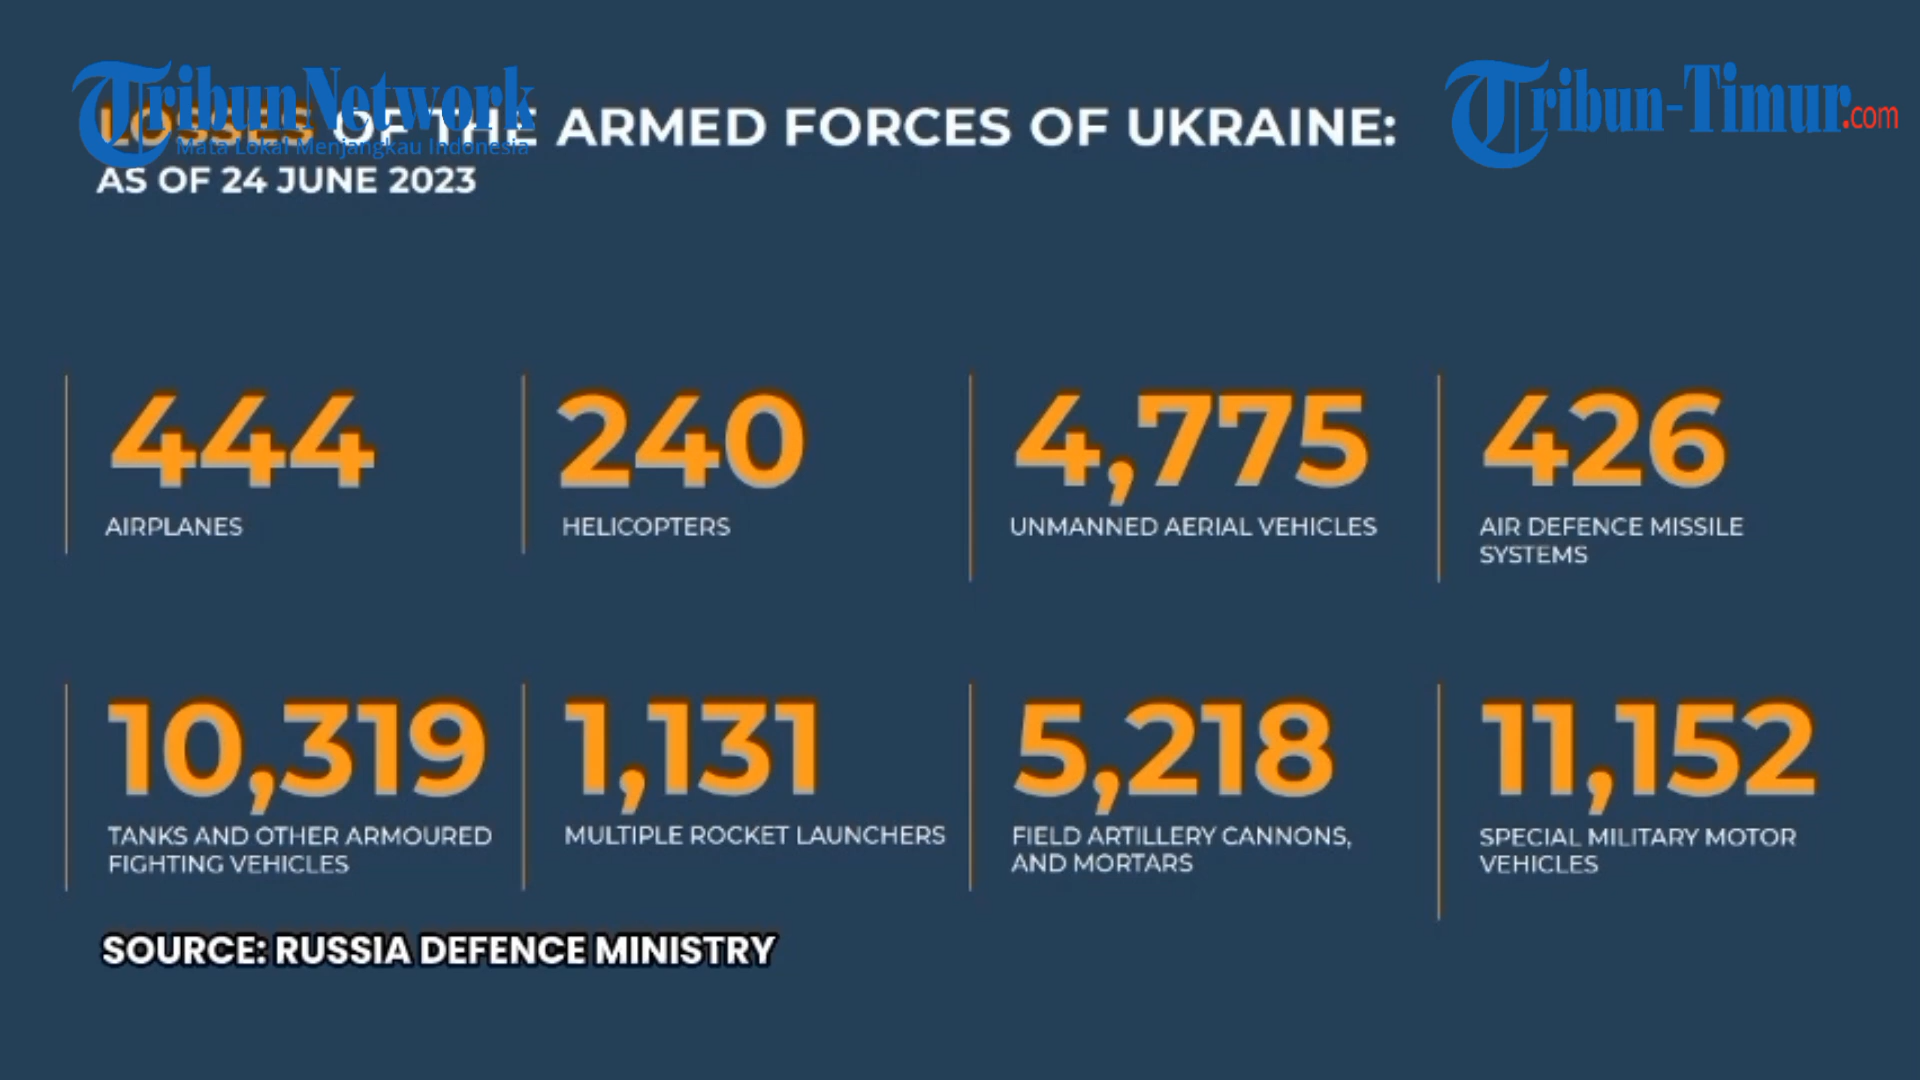 TribunNetwork
Mata Lokal Menjangkau Indonesia
Tribun-Timur.com
LOSSES OF THE ARMED FORCES OF UKRAINE:
AS OF 24 JUNE 2023
444
AIRPLANES
240
HELICOPTERS
4,775
UNMANNED AERIAL VEHICLES
426
AIR DEFENCE MISSILE
SYSTEMS
10,319
TANKS AND OTHER ARMOURED
FIGHTING VEHICLES
1,131
MULTIPLE ROCKET LAUNCHERS
5,218
FIELD ARTILLERY CANNONS,
AND MORTARS
11,152
SPECIAL MILITARY MOTOR
VEHICLES
SOURCE: RUSSIA DEFENCE MINISTRY